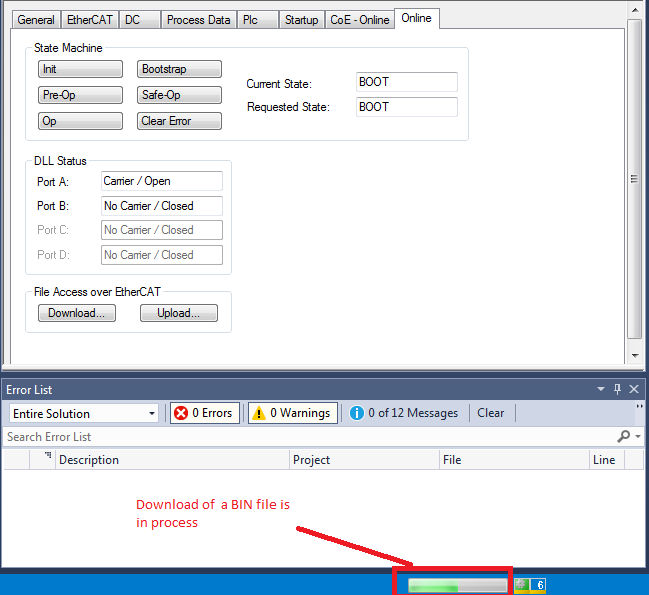 General EtherCAT DC Process Data Plc Startup CoE - Online Online
State Machine
Init Bootstrap
Pre-Op Safe-Op
Op Clear Error
Current State: BOOT
Requested State: BOOT
DLL Status
Port A: Carrier / Open
Port B: No Carrier / Closed
Port C: No Carrier / Closed
Port D: No Carrier / Closed
File Access over EtherCAT
Download... Upload...
Error List
Entire Solution 0 Errors 0 Warnings 0 of 12 Messages Clear
Search Error List
Description Project File Line
Download of a BIN file is
in process
6